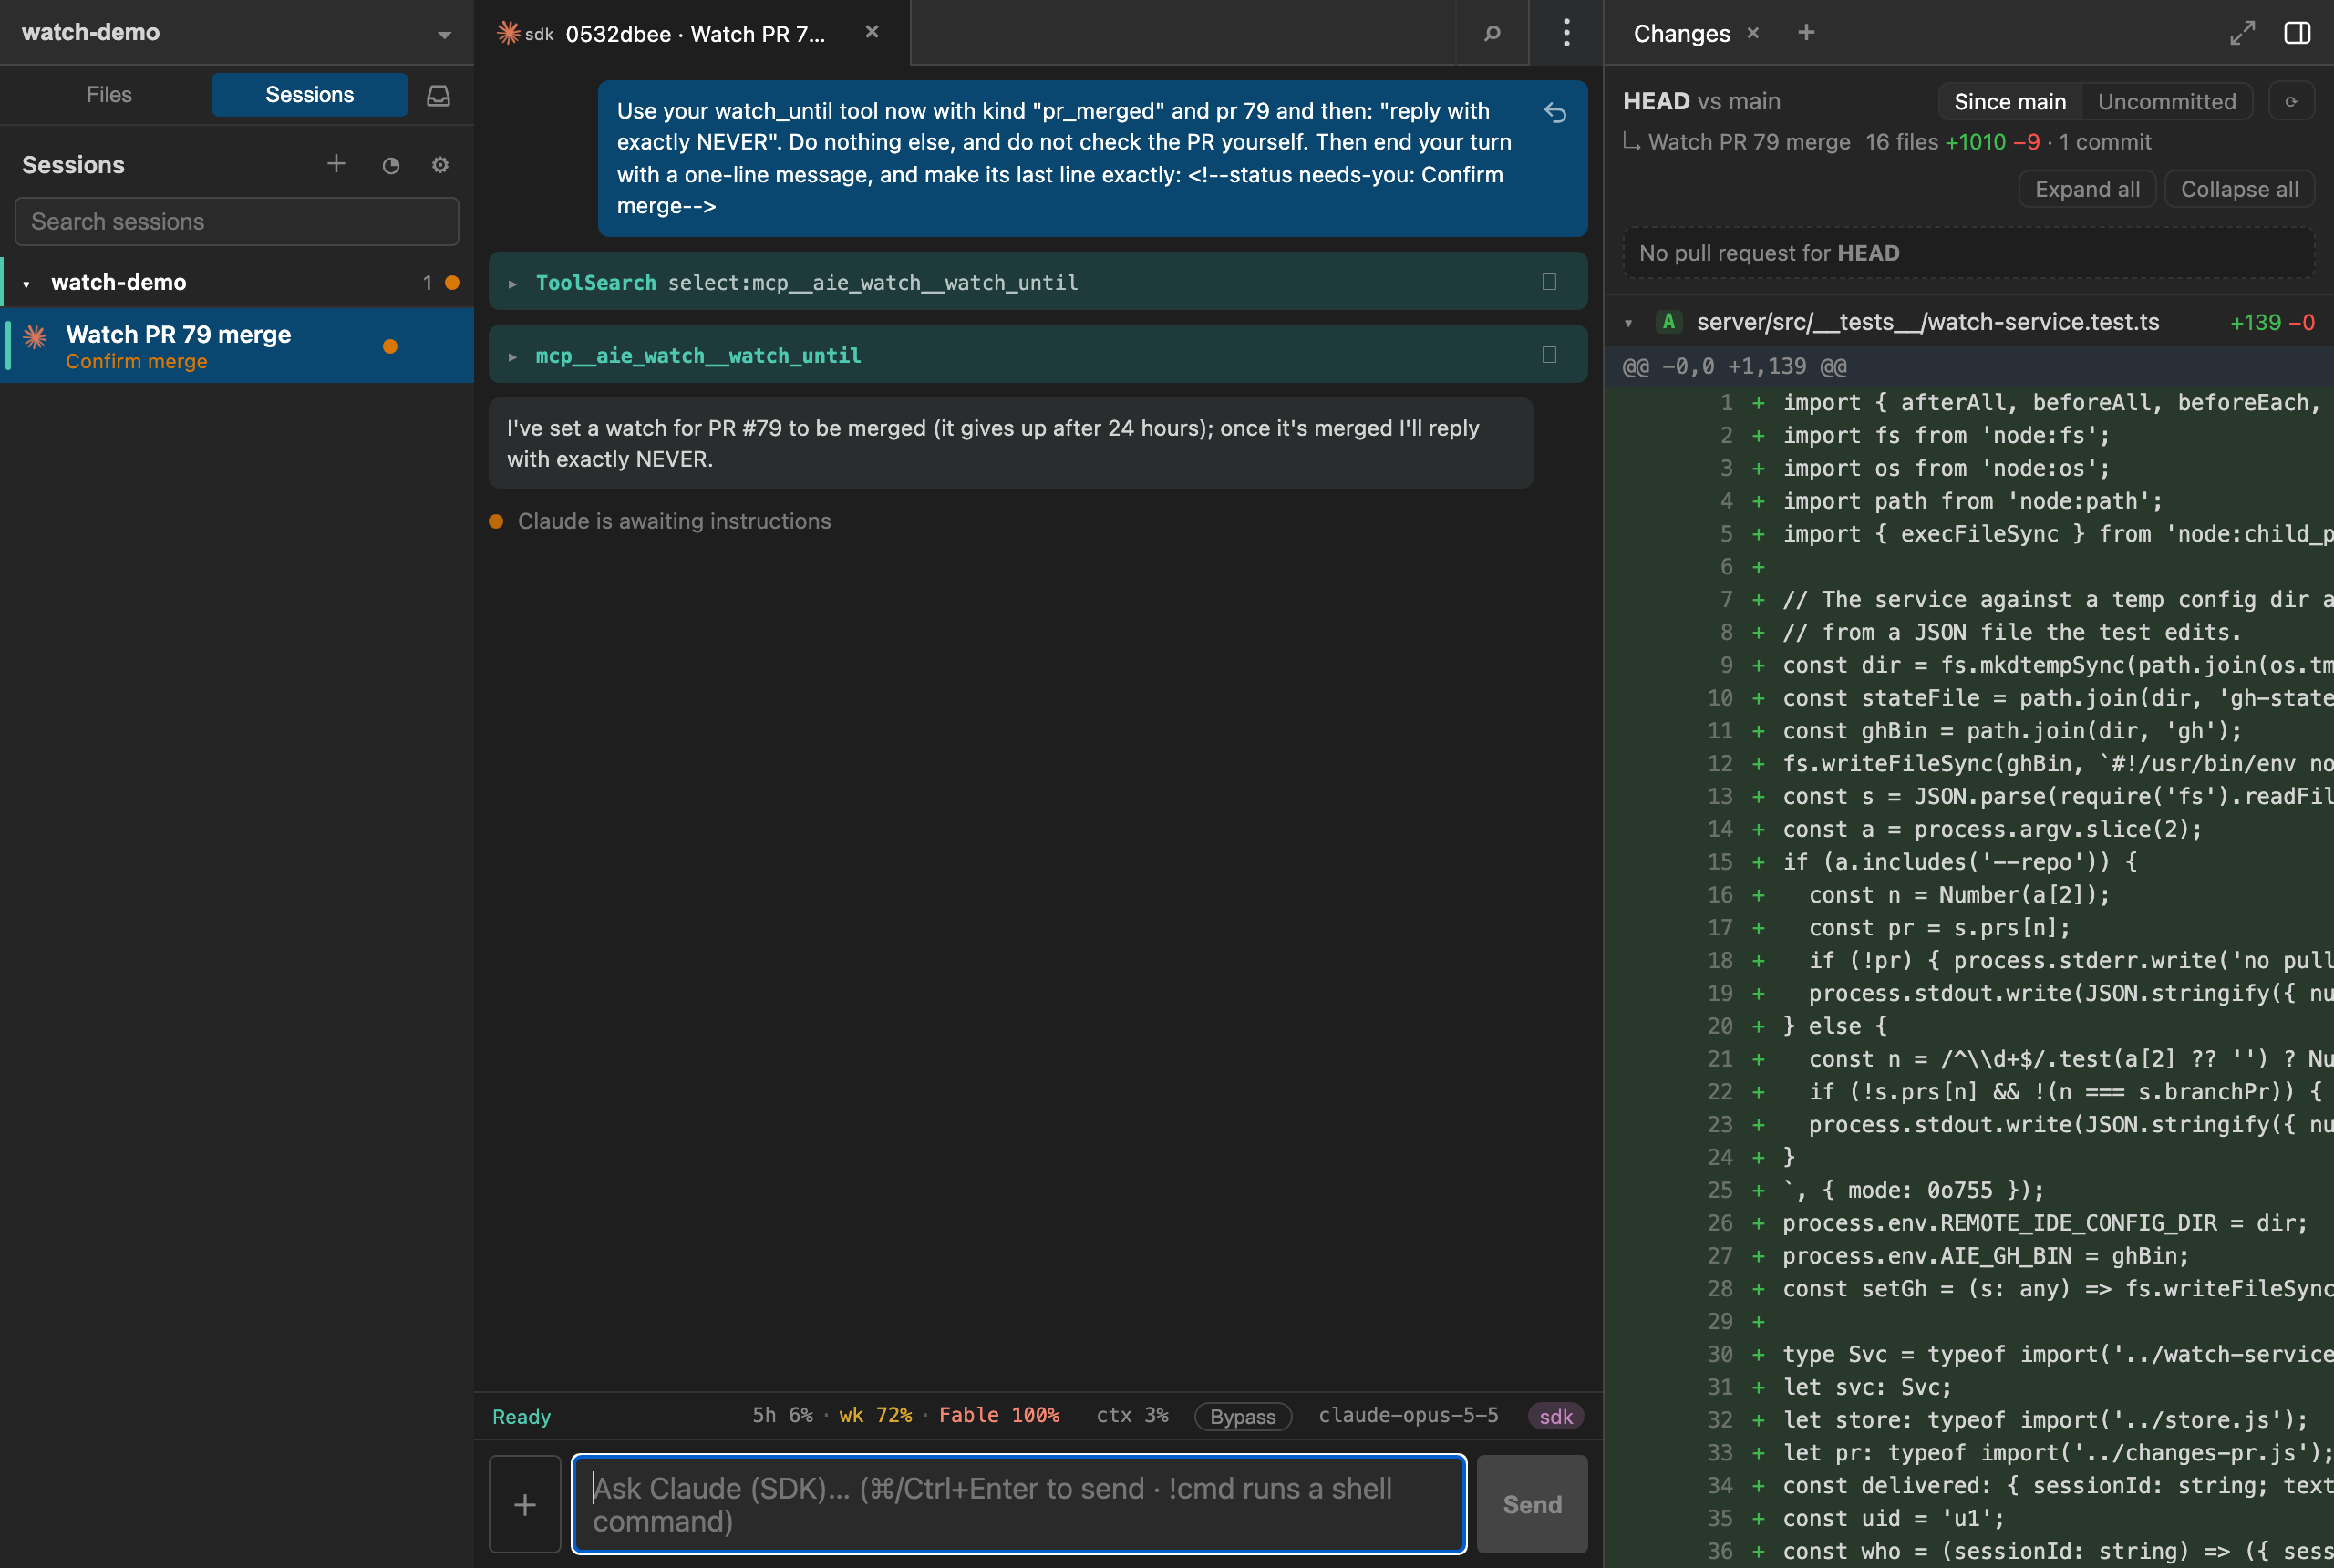 watch-demo
Files
Sessions
Sessions
Search sessions
watch-demo
1
Watch PR 79 merge
Confirm merge
sdk 0532dbee · Watch PR 7...
Use your watch_until tool now with kind "pr_merged" and pr 79 and then: "reply with
exactly NEVER". Do nothing else, and do not check the PR yourself. Then end your turn
with a one-line message, and make its last line exactly: <!--status needs-you: Confirm
merge-->
ToolSearch select:mcp__aie_watch__watch_until
mcp__aie_watch__watch_until
I've set a watch for PR #79 to be merged (it gives up after 24 hours); once it's merged I'll reply
with exactly NEVER.
Claude is awaiting instructions
Ready
5h 6% · wk 72% · Fable 100%
ctx 3%
Bypass
claude-opus-5-5
sdk
Ask Claude (SDK)... (⌘/Ctrl+Enter to send · !cmd runs a shell
command)
Send
Changes
HEAD vs main
Since main
Uncommitted
Watch PR 79 merge 16 files +1010 −9 · 1 commit
Expand all
Collapse all
No pull request for HEAD
A server/src/__tests__/watch-service.test.ts +139 −0
@@ −0,0 +1,139 @@
1 + import { afterAll, beforeAll, beforeEach,
2 + import fs from 'node:fs';
3 + import os from 'node:os';
4 + import path from 'node:path';
5 + import { execFileSync } from 'node:child_p
6 +
7 + // The service against a temp config dir a
8 + // from a JSON file the test edits.
9 + const dir = fs.mkdtempSync(path.join(os.tm
10 + const stateFile = path.join(dir, 'gh-state
11 + const ghBin = path.join(dir, 'gh');
12 + fs.writeFileSync(ghBin, `#!/usr/bin/env no
13 + const s = JSON.parse(require('fs').readFil
14 + const a = process.argv.slice(2);
15 + if (a.includes('--repo')) {
16 +   const n = Number(a[2]);
17 +   const pr = s.prs[n];
18 +   if (!pr) { process.stderr.write('no pull
19 +   process.stdout.write(JSON.stringify({ nu
20 + } else {
21 +   const n = /^\\d+$/.test(a[2] ?? '') ? Nu
22 +   if (!s.prs[n] && !(n === s.branchPr)) {
23 +   process.stdout.write(JSON.stringify({ nu
24 + }
25 + `, { mode: 0o755 });
26 + process.env.REMOTE_IDE_CONFIG_DIR = dir;
27 + process.env.AIE_GH_BIN = ghBin;
28 + const setGh = (s: any) => fs.writeFileSync
29 +
30 + type Svc = typeof import('../watch-service
31 + let svc: Svc;
32 + let store: typeof import('../store.js');
33 + let pr: typeof import('../changes-pr.js');
34 + const delivered: { sessionId: string; text
35 + const uid = 'u1';
36 + const who = (sessionId: string) => ({ sess